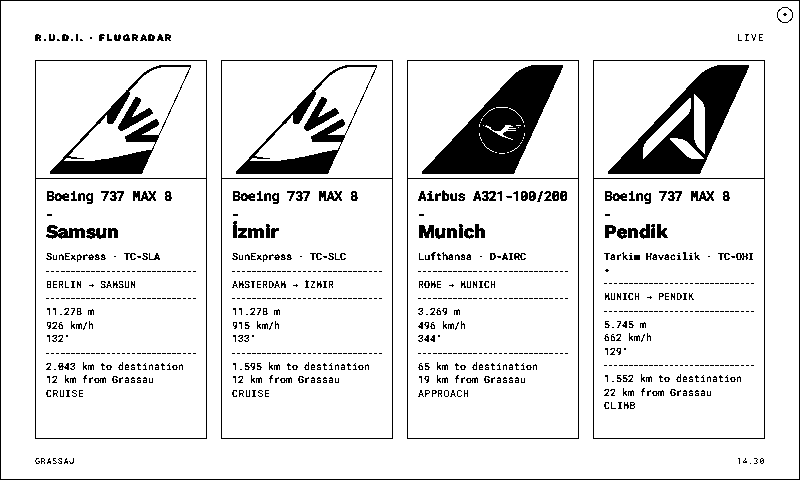 R.U.D.I. · FLUGRADAR
LIVE
Boeing 737 MAX 8
-
Samsun
SunExpress · TC-SLA
BERLIN → SAMSUN
11.278 m
926 km/h
132°
2.043 km to destination
12 km from Grassau
CRUISE
Boeing 737 MAX 8
-
İzmir
SunExpress · TC-SLC
AMSTERDAM → İZMIR
11.278 m
915 km/h
133°
1.595 km to destination
12 km from Grassau
CRUISE
Airbus A321-100/200
-
Munich
Lufthansa · D-AIRC
ROME → MUNICH
3.269 m
496 km/h
344°
65 km to destination
19 km from Grassau
APPROACH
Boeing 737 MAX 8
-
Pendik
Tarkim Havacilik · TC-OHI
·
MUNICH → PENDIK
5.745 m
662 km/h
129°
1.552 km to destination
22 km from Grassau
CLIMB
GRASSAU
14.30